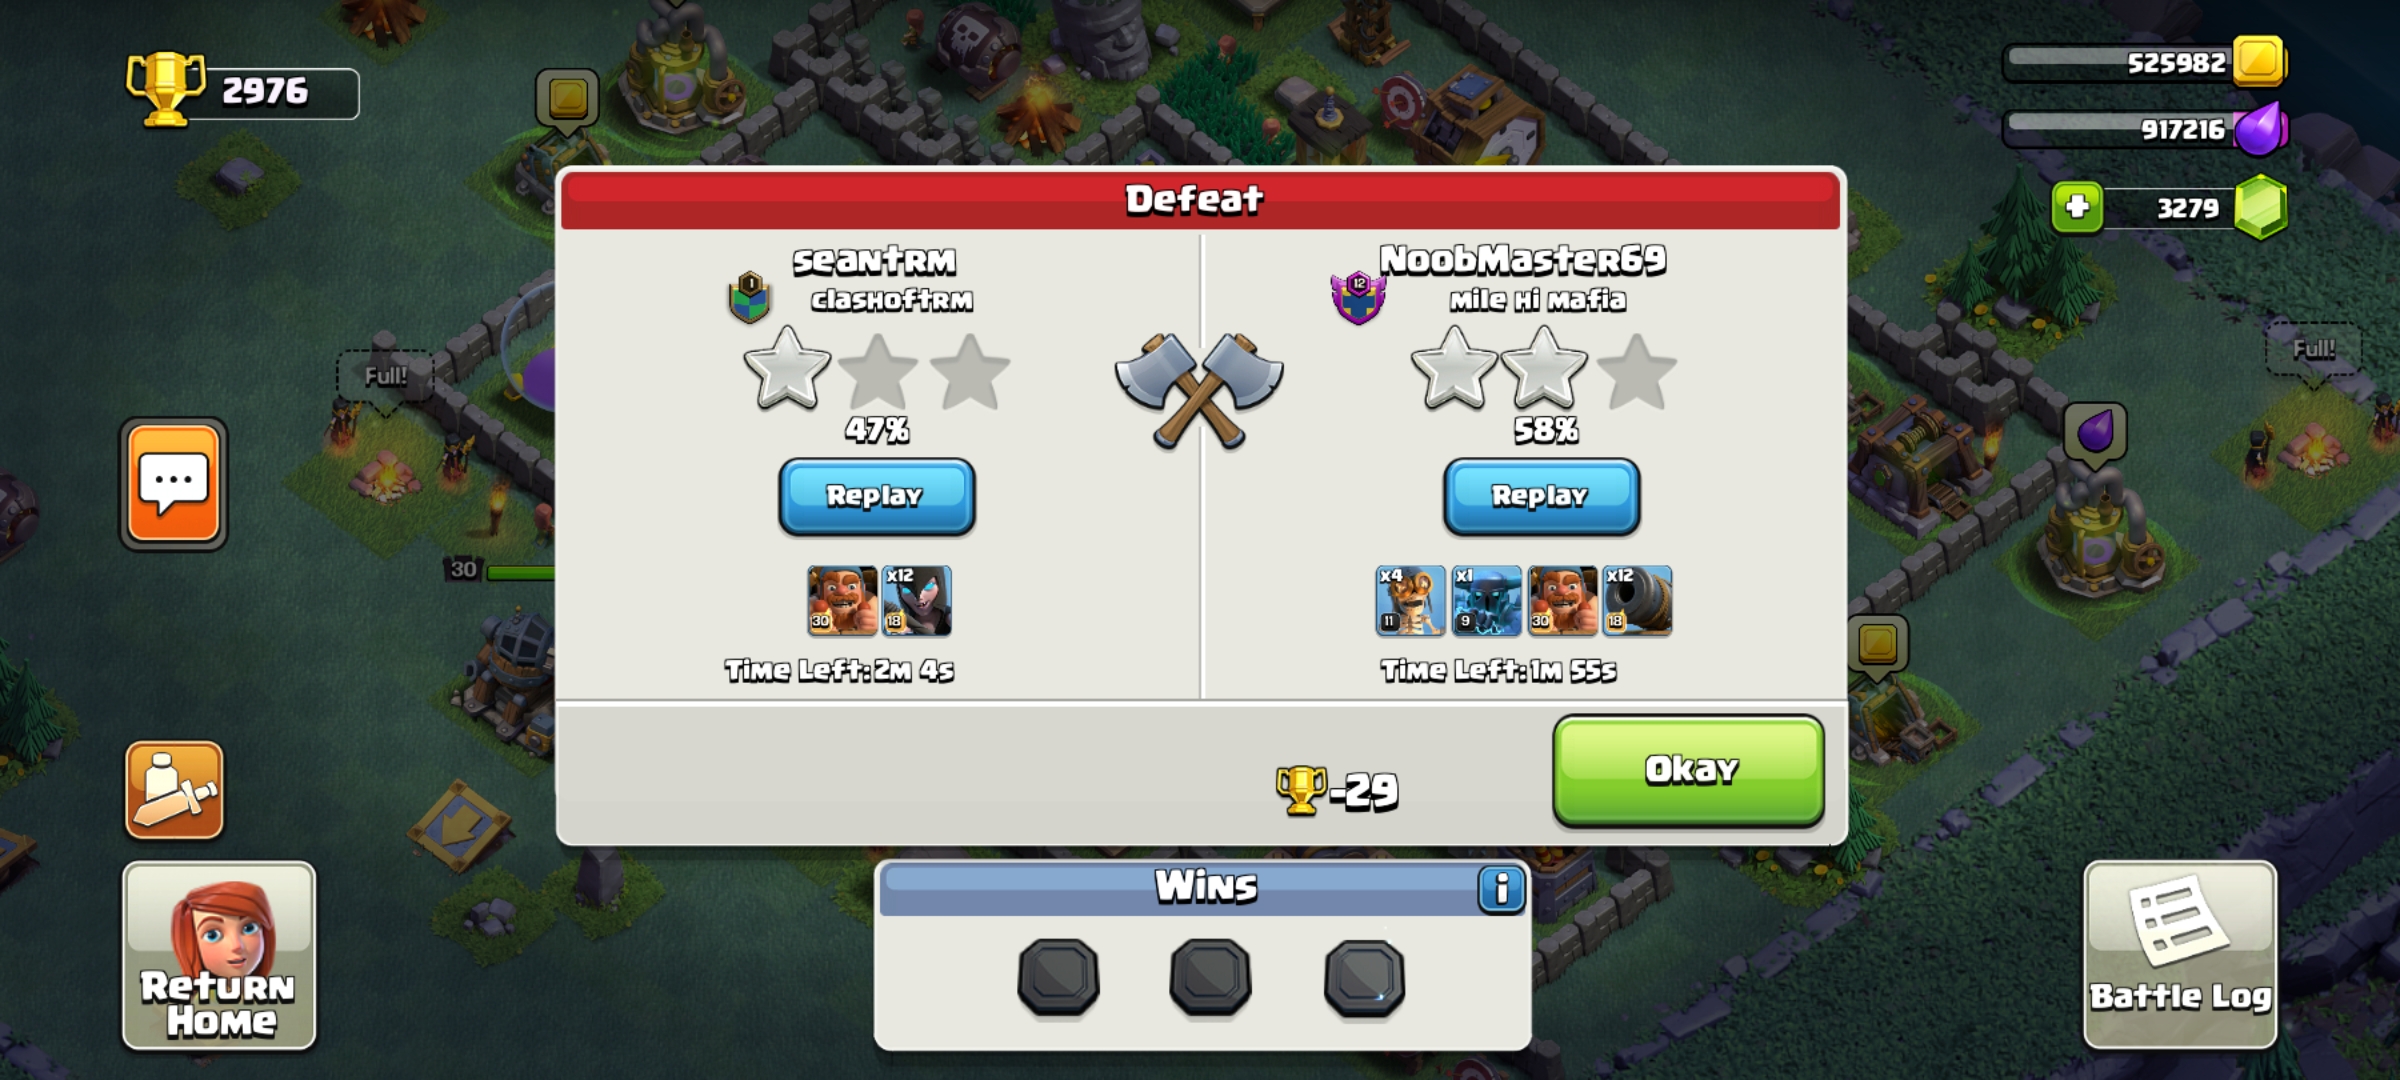 2976
525982
917216
3279
Defeat
seantrm
1
clashoftrm
NoobMaster69
12
Mile Hi Mafia
Full!
Full!
47%
58%
Replay
Replay
30
30
x12
18
x4
11
x1
9
30
x12
18
Time Left: 2m 4s
Time Left: 1m 55s
-29
Okay
Wins
i
Return
Home
Battle Log